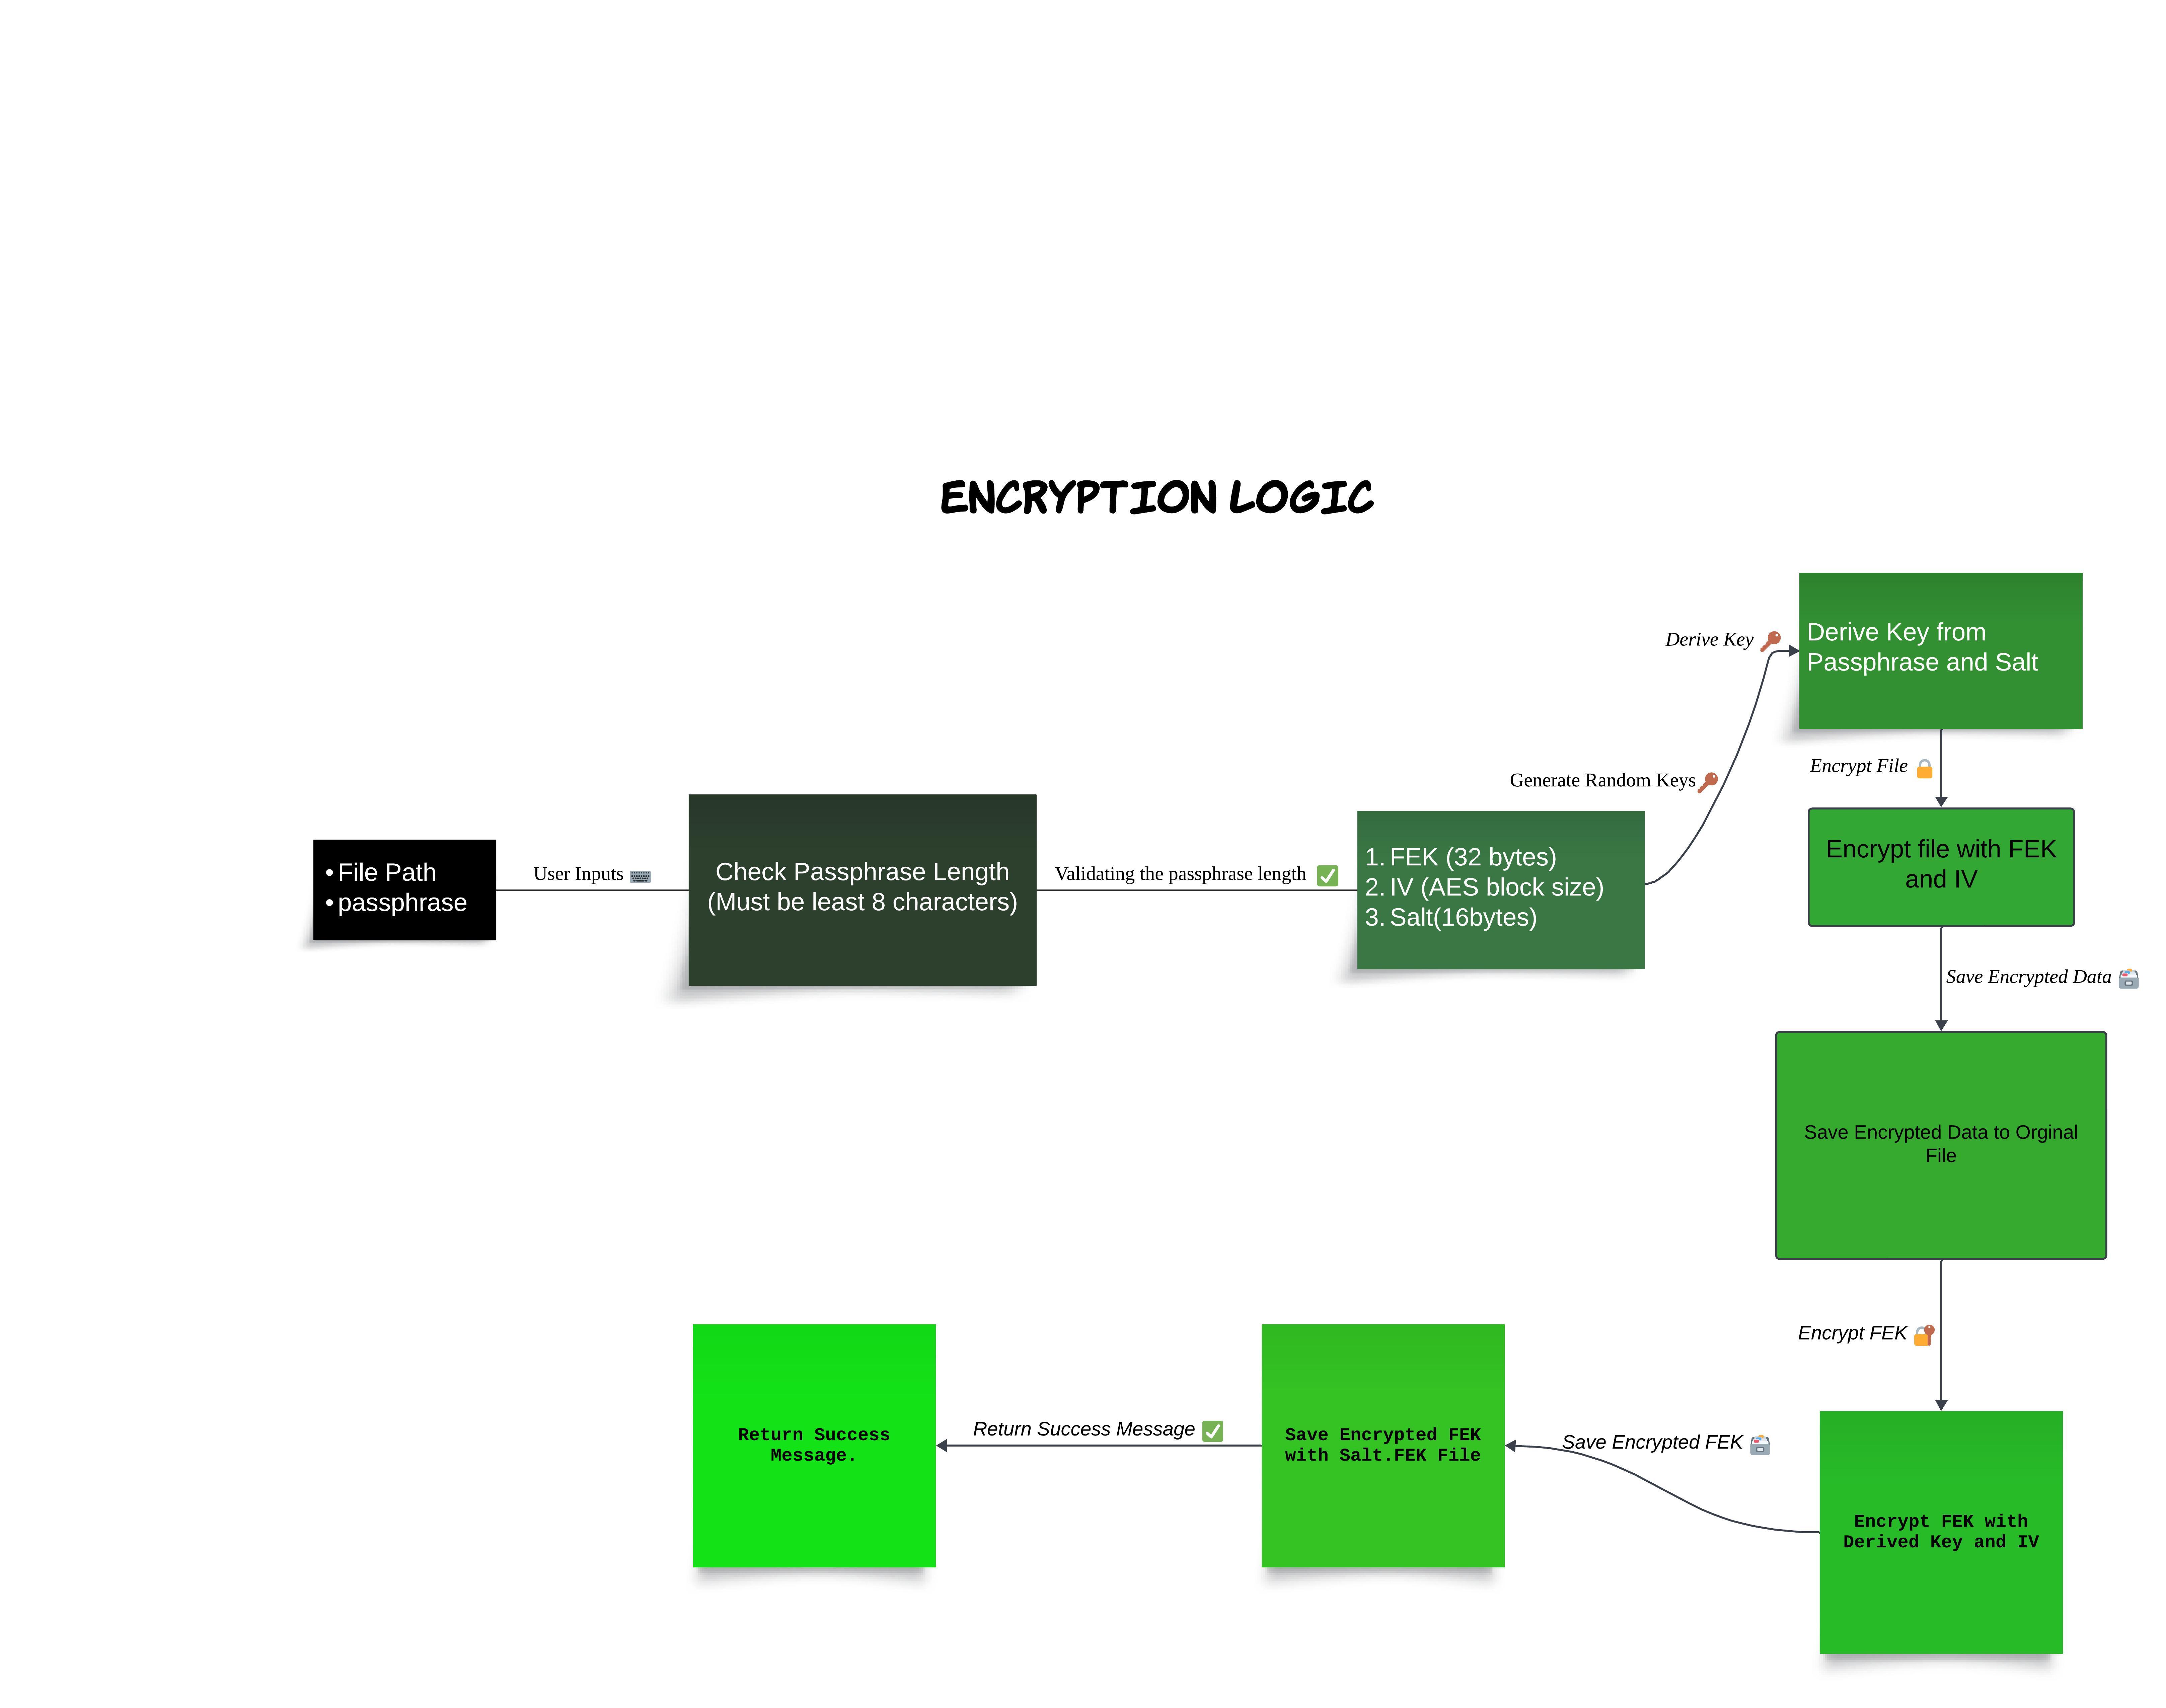 ENCRYPTION LOGIC
• File Path
• passphrase
User Inputs
Check Passphrase Length
(Must be least 8 characters)
Validating the passphrase length
1. FEK (32 bytes)
2. IV (AES block size)
3. Salt(16bytes)
Generate Random Keys
Derive Key
Derive Key from
Passphrase and Salt
Encrypt File
Encrypt file with FEK
and IV
Save Encrypted Data
Save Encrypted Data to Orginal
File
Encrypt FEK
Encrypt FEK with
Derived Key and IV
Save Encrypted FEK
Save Encrypted FEK
with Salt.FEK File
Return Success Message
Return Success
Message.